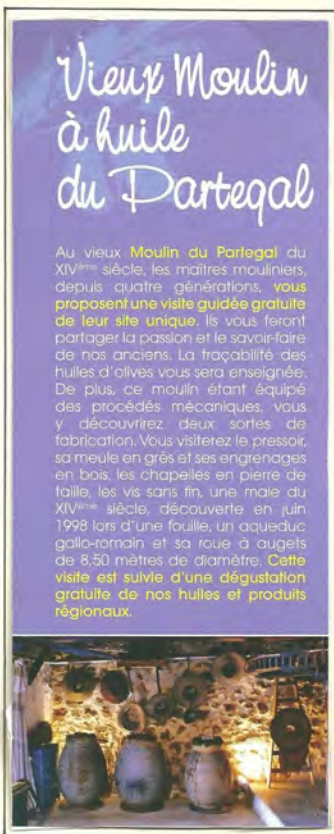 Vieux Moulin
à huile
du Partegal
Au vieux Moulin du Partegal du
XIVième siècle, les maîtres mouliniers,
depuis quatre générations, vous
proposent une visite guidée gratuite
de leur site unique. Ils vous feront
partager la passion et le savoir-faire
de nos anciens. La traçabilité des
huiles d'olives vous sera enseignée.
De plus, ce moulin étant équipé
des procédés mécaniques, vous
y découvrirez deux sortes de
fabrication. Vous visiterez le pressoir,
sa meule en grès et ses engrenages
en bois, les chapelles en pierre de
taille, les vis sans fin, une maie du
XIVième siècle, découverte en juin
1998 lors d'une fouille, un aqueduc
gallo-romain et sa roue à augets
de 8,50 mètres de diamètre. Cette
visite est suivie d'une dégustation
gratuite de nos huiles et produits
régionaux.